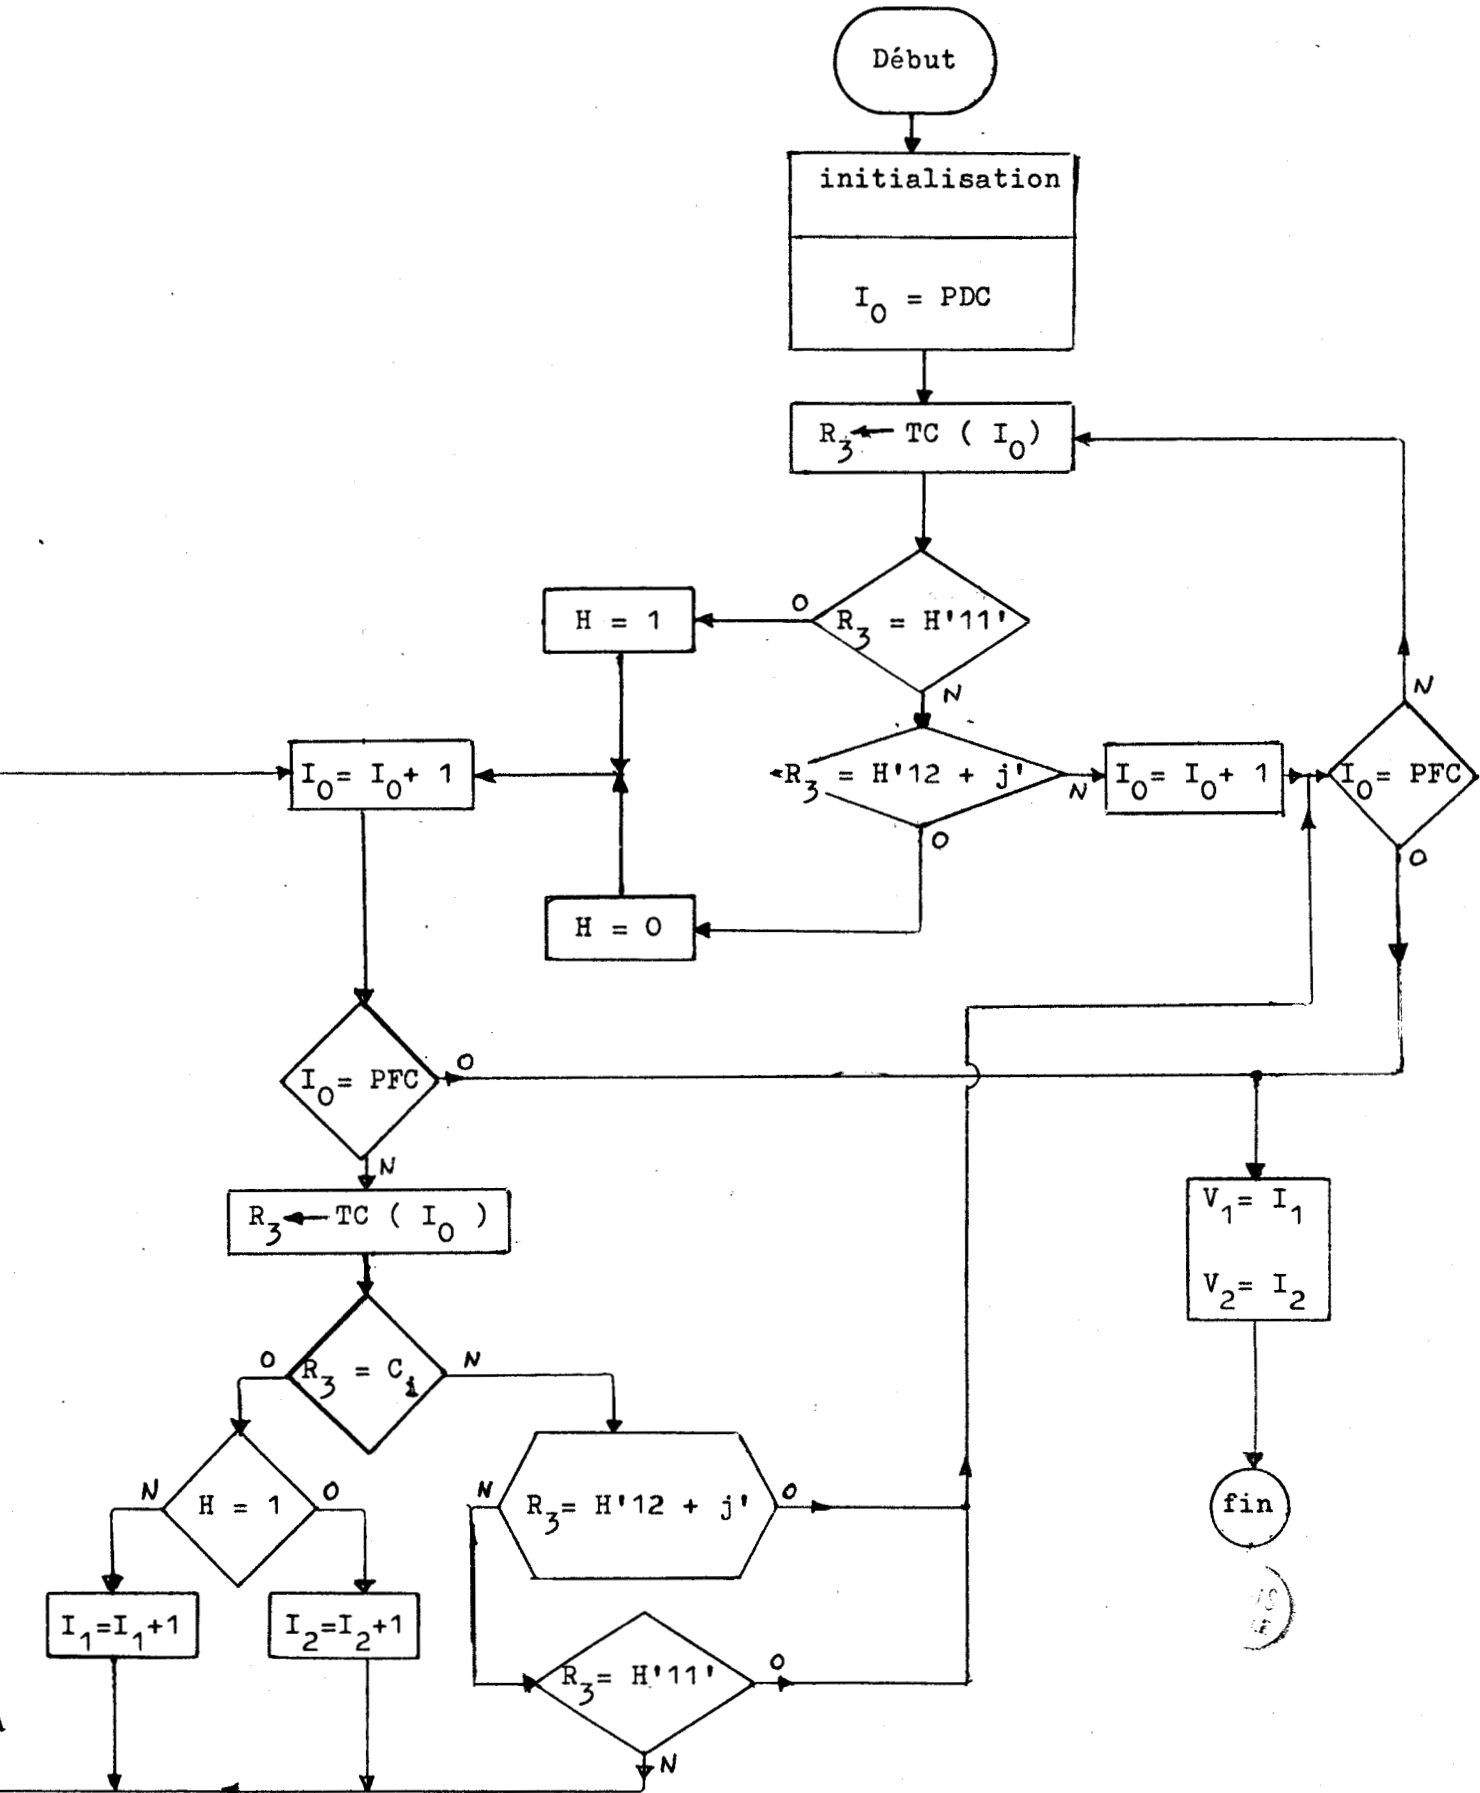 Début
initialisation
I0 = PDC
R3 ← TC ( I0 )
R3 = H'11'
O
N
H = 1
R3 = H'12 + j'
N
O
I0 = I0 + 1
I0 = PFC
N
O
I0 = I0 + 1
H = 0
I0 = PFC
O
N
R3 ← TC ( I0 )
V1 = I1
V2 = I2
R3 = Ci
O
N
H = 1
N
O
R3 = H'12 + j'
N
O
fin
I1=I1+1
I2=I2+1
R3 = H'11'
O
N